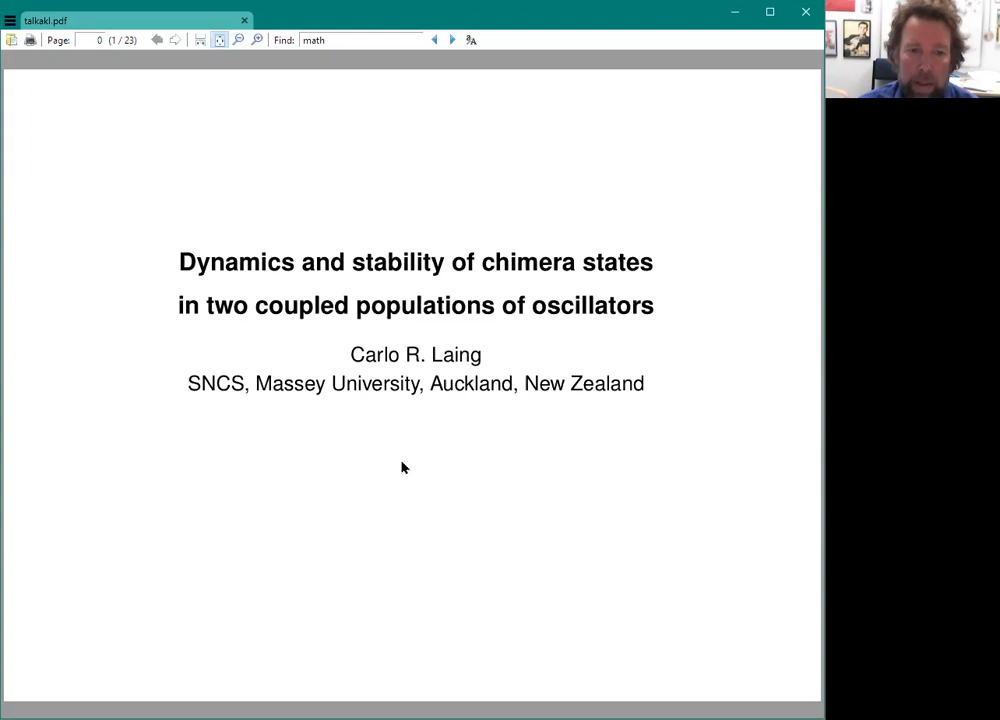 talkakl.pdf
Page: 0 (1 / 23) Find: math
Dynamics and stability of chimera states
in two coupled populations of oscillators
Carlo R. Laing
SNCS, Massey University, Auckland, New Zealand